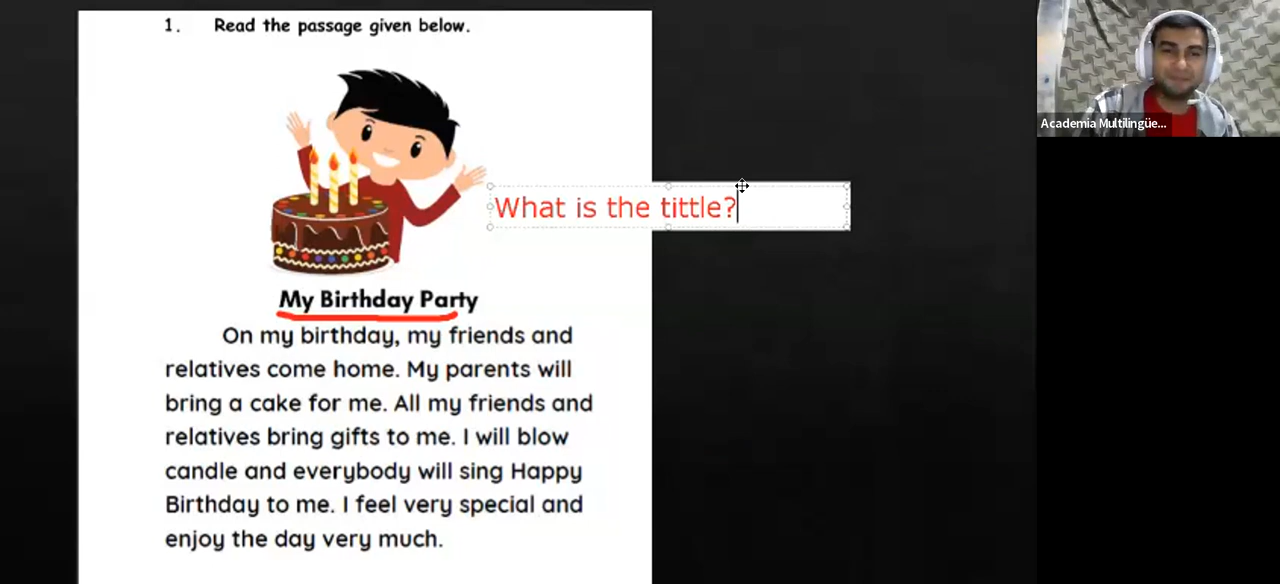 1. Read the passage given below.
Academia Multilingüe...
What is the tittle?
My Birthday Party
On my birthday, my friends and
relatives come home. My parents will
bring a cake for me. All my friends and
relatives bring gifts to me. I will blow
candle and everybody will sing Happy
Birthday to me. I feel very special and
enjoy the day very much.